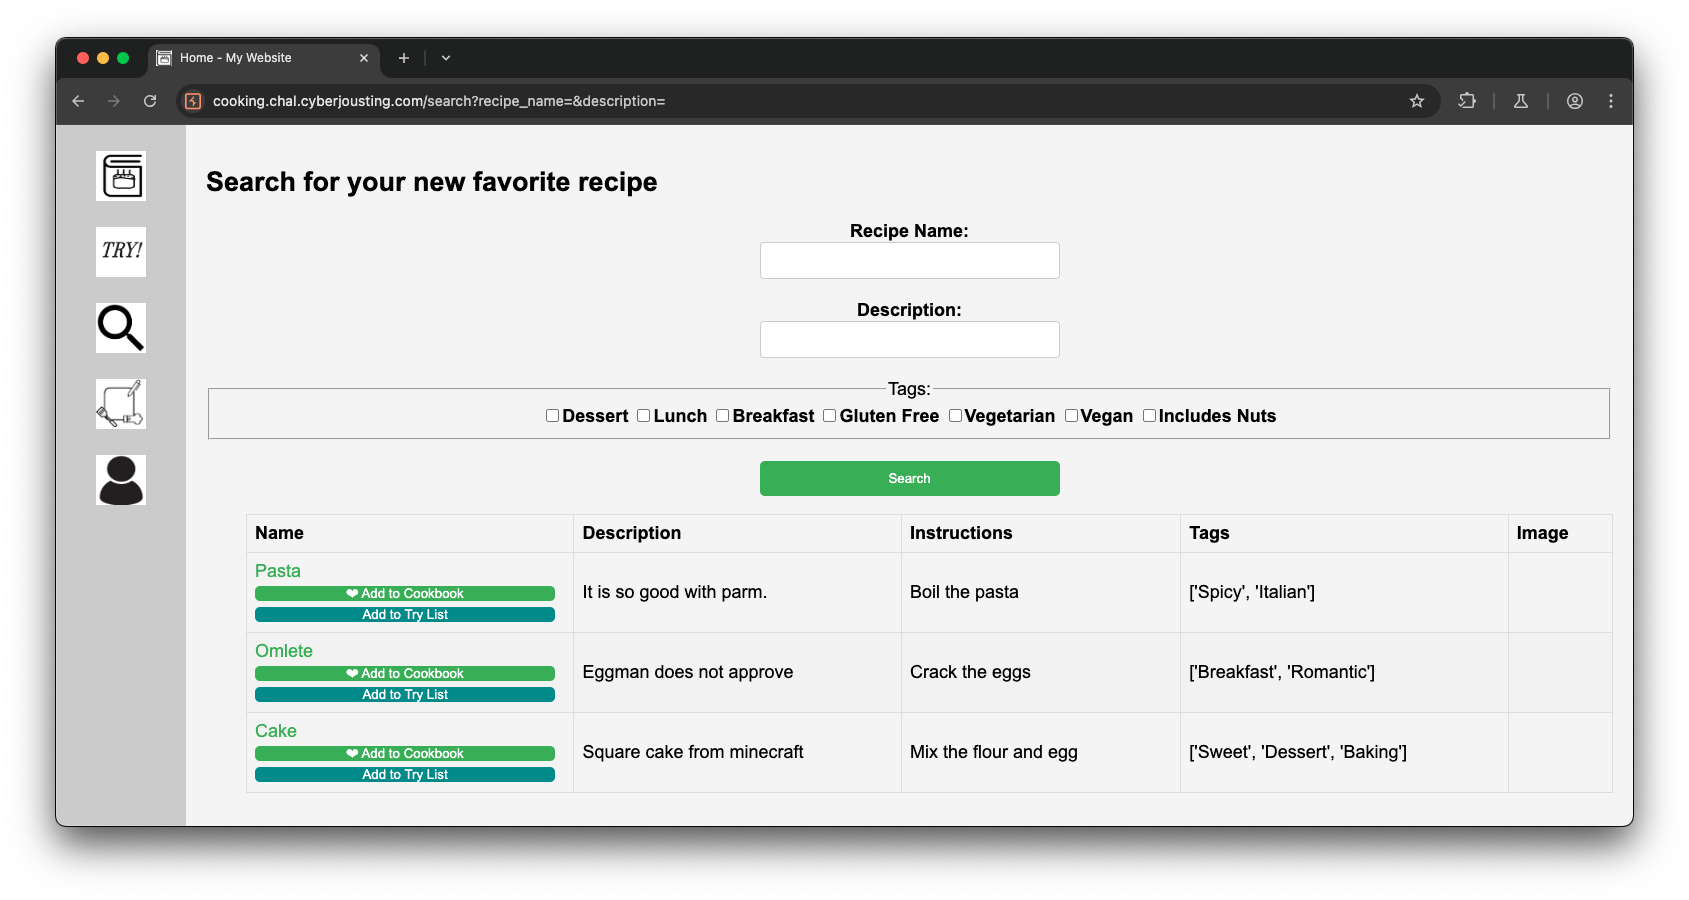 Home - My Website
cooking.chal.cyberjousting.com/search?recipe_name=&description=
TRY!
Search for your new favorite recipe
Recipe Name:
Description:
Tags:
Dessert Lunch Breakfast Gluten Free Vegetarian Vegan Includes Nuts
Search
Name Description Instructions Tags Image
Pasta
❤ Add to Cookbook
Add to Try List
It is so good with parm.
Boil the pasta
['Spicy', 'Italian']
Omlete
❤ Add to Cookbook
Add to Try List
Eggman does not approve
Crack the eggs
['Breakfast', 'Romantic']
Cake
❤ Add to Cookbook
Add to Try List
Square cake from minecraft
Mix the flour and egg
['Sweet', 'Dessert', 'Baking']